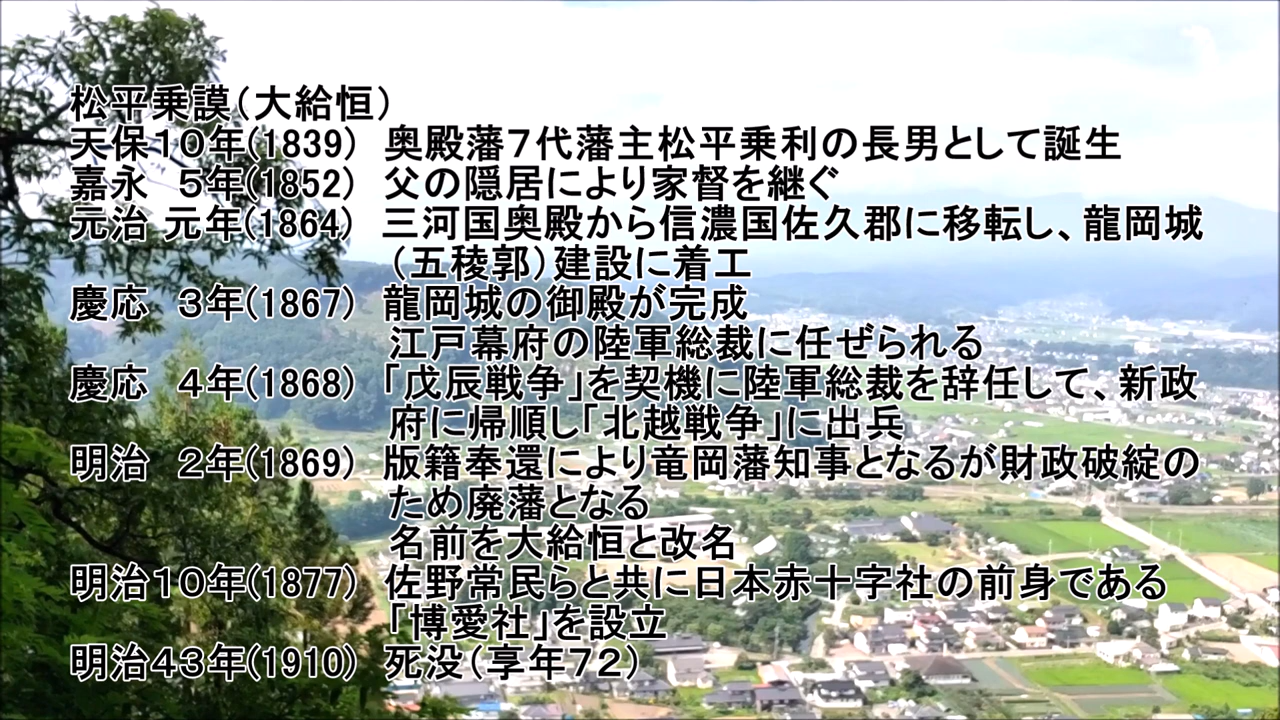 松平乗謨（大給恒）
天保１０年(1839)　奥殿藩７代藩主松平乗利の長男として誕生
嘉永　５年(1852)　父の隠居により家督を継ぐ
元治 元年(1864)　三河国奥殿から信濃国佐久郡に移転し、龍岡城
（五稜郭）建設に着工
慶応　３年(1867)　龍岡城の御殿が完成
江戸幕府の陸軍総裁に任ぜられる
慶応　４年(1868)　「戊辰戦争」を契機に陸軍総裁を辞任して、新政
府に帰順し「北越戦争」に出兵
明治　２年(1869)　版籍奉還により竜岡藩知事となるが財政破綻の
ため廃藩となる
名前を大給恒と改名
明治１０年(1877)　佐野常民らと共に日本赤十字社の前身である
「博愛社」を設立
明治４３年(1910)　死没（享年７２）